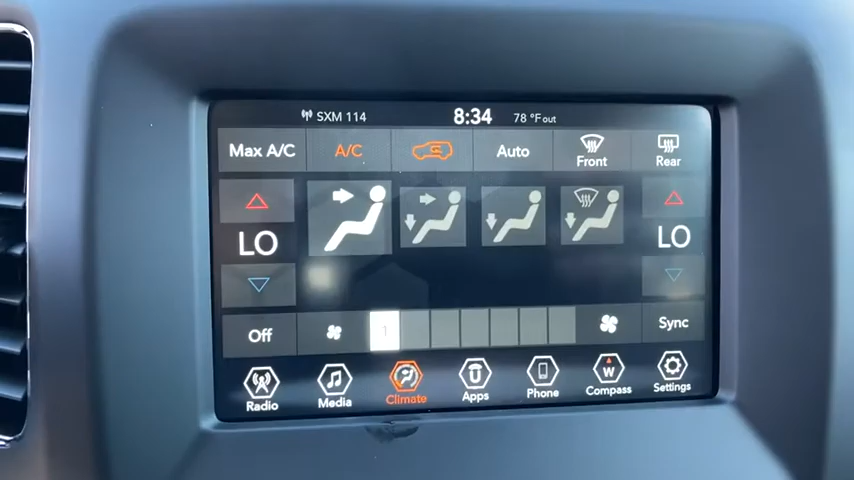 SXM 114 8:34 78 °F out
Max A/C A/C Auto Front Rear
LO LO
Off 1 Sync
Radio Media Climate Apps Phone W Compass Settings